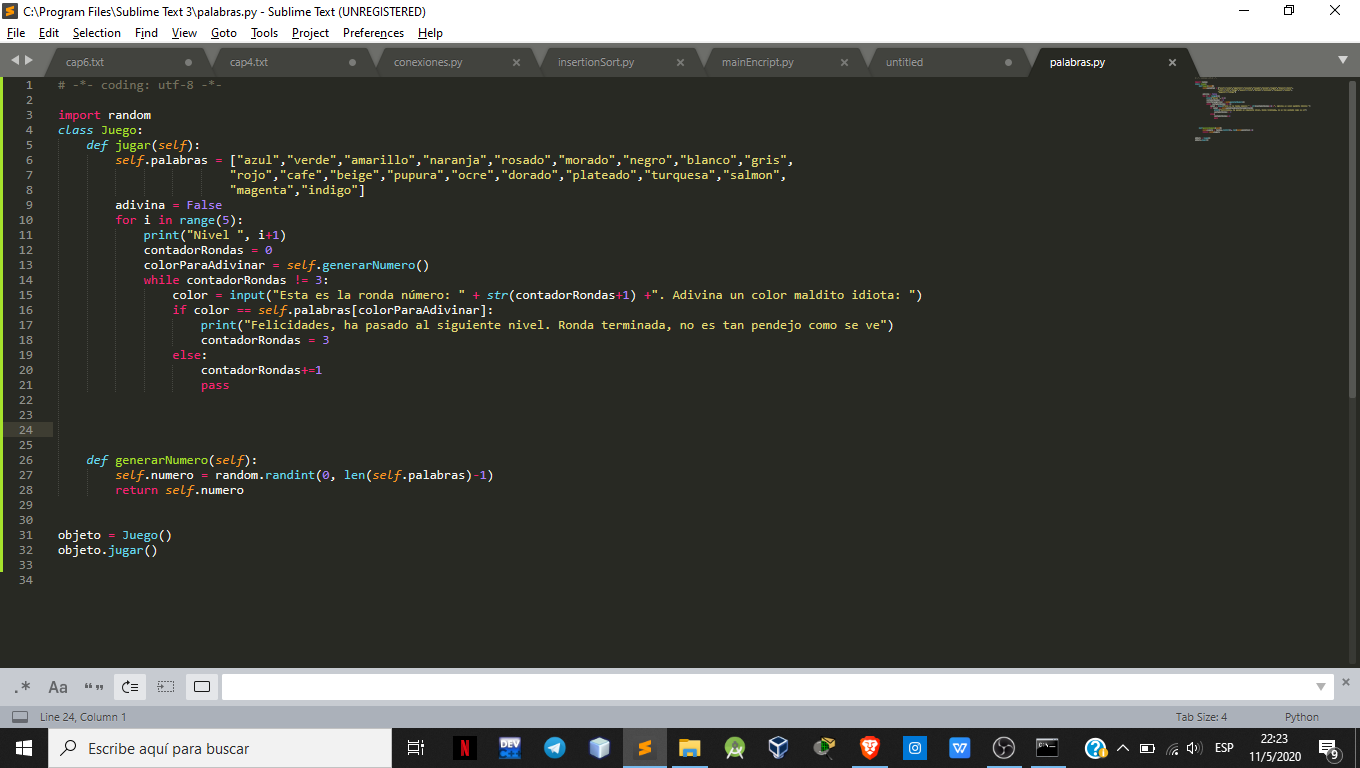 C:\Program Files\Sublime Text 3\palabras.py - Sublime Text (UNREGISTERED)
File Edit Selection Find View Goto Tools Project Preferences Help
cap6.txt cap4.txt conexiones.py insertionSort.py mainEncript.py untitled palabras.py
1 # -*- coding: utf-8 -*-
2
3 import random
4 class Juego:
5 def jugar(self):
6 self.palabras = ["azul","verde","amarillo","naranja","rosado","morado","negro","blanco","gris",
7 "rojo","cafe","beige","pupura","ocre","dorado","plateado","turquesa","salmon",
8 "magenta","indigo"]
9 adivina = False
10 for i in range(5):
11 print("Nivel ", i+1)
12 contadorRondas = 0
13 colorParaAdivinar = self.generarNumero()
14 while contadorRondas != 3:
15 color = input("Esta es la ronda número: " + str(contadorRondas+1) +". Adivina un color maldito idiota: ")
16 if color == self.palabras[colorParaAdivinar]:
17 print("Felicidades, ha pasado al siguiente nivel. Ronda terminada, no es tan pendejo como se ve")
18 contadorRondas = 3
19 else:
20 contadorRondas+=1
21 pass
22
23
24
25
26 def generarNumero(self):
27 self.numero = random.randint(0, len(self.palabras)-1)
28 return self.numero
29
30
31 objeto = Juego()
32 objeto.jugar()
33
34
.* Aa “”
Line 24, Column 1 Tab Size: 4 Python
Escribe aquí para buscar N DEV C++ W ESP 22:23
11/5/2020 9